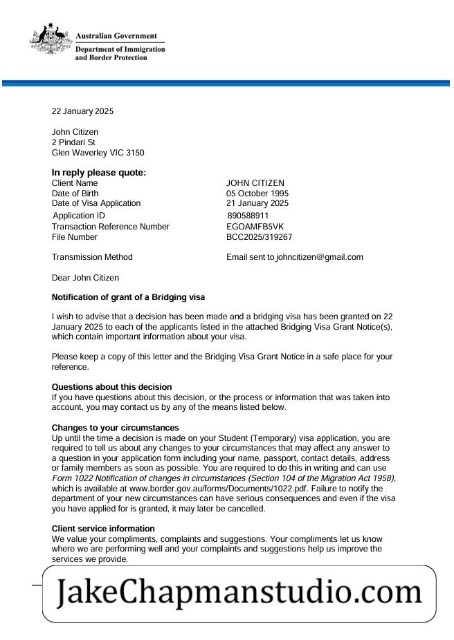 Australian Government
Department of Immigration
and Border Protection
22 January 2025
John Citizen
2 Pindari St
Glen Waverley VIC 3150
In reply please quote:
Client Name JOHN CITIZEN
Date of Birth 05 October 1995
Date of Visa Application 21 January 2025
Application ID 890588911
Transaction Reference Number EGOAMFB5VK
File Number BCC2025/319267
Transmission Method Email sent to johncitizen@gmail.com
Dear John Citizen
Notification of grant of a Bridging visa
I wish to advise that a decision has been made and a bridging visa has been granted on 22
January 2025 to each of the applicants listed in the attached Bridging Visa Grant Notice(s),
which contain important information about your visa.
Please keep a copy of this letter and the Bridging Visa Grant Notice in a safe place for your
reference.
Questions about this decision
If you have questions about this decision, or the process or information that was taken into
account, you may contact us by any of the means listed below.
Changes to your circumstances
Up until the time a decision is made on your Student (Temporary) visa application, you are
required to tell us about any changes to your circumstances that may affect any answer to
a question in your application form including your name, passport, contact details, address
or family members as soon as possible. You are required to do this in writing and can use
Form 1022 Notification of changes in circumstances (Section 104 of the Migration Act 1958),
which is available at www.border.gov.au/forms/Documents/1022.pdf. Failure to notify the
department of your new circumstances can have serious consequences and even if the visa
you have applied for is granted, it may later be cancelled.
Client service information
We value your compliments, complaints and suggestions. Your compliments let us know
where we are performing well and your complaints and suggestions help us improve the
services we provide.
JakeChapmanstudio.com